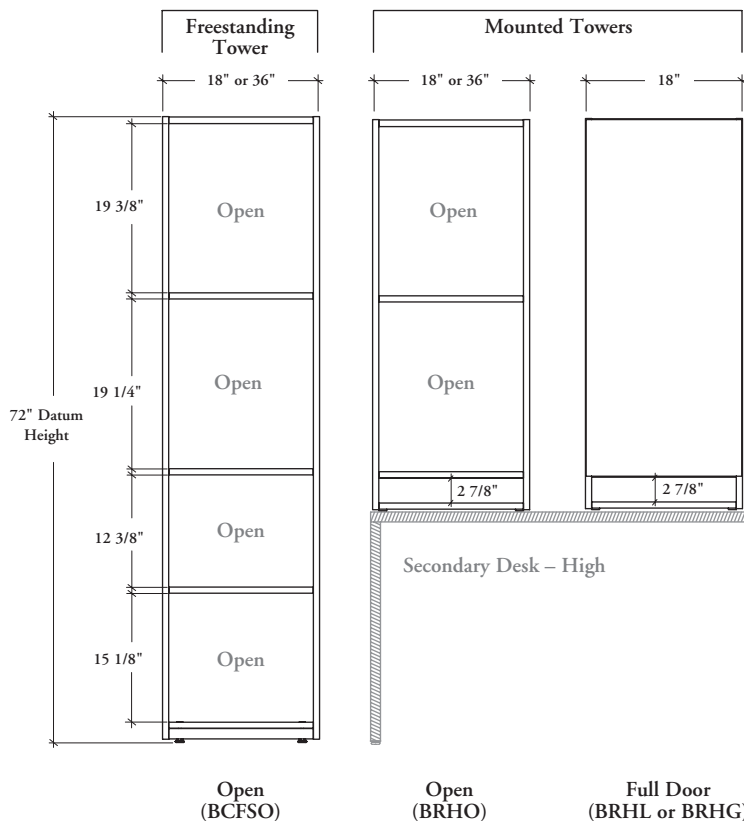 Freestanding
Tower
Mounted Towers
18" or 36"
18" or 36"
18"
19 3/8"
Open
Open
19 1/4"
Open
Open
72" Datum
Height
2 7/8"
2 7/8"
12 3/8"
Open
Secondary Desk – High
15 1/8"
Open
Open
(BCFSO)
Open
(BRHO)
Full Door
(BRHL or BRHG)